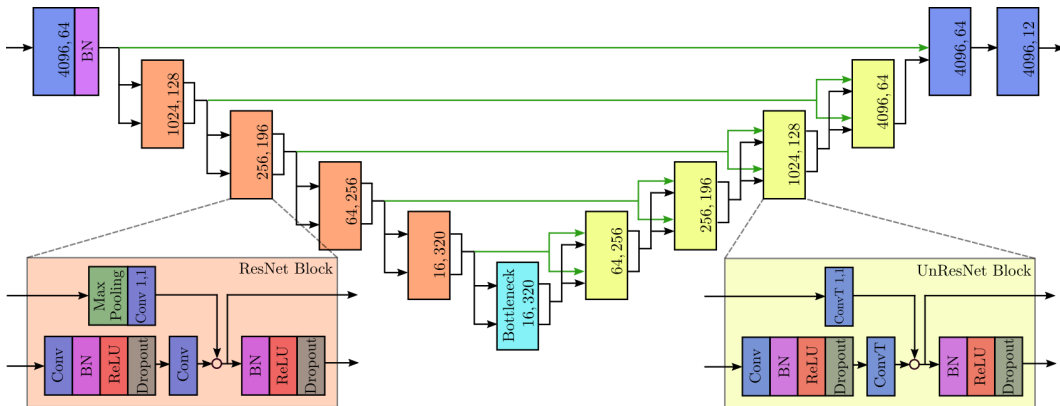 4096, 64
BN
1024, 128
256, 196
64, 256
16, 320
Bottleneck
16, 320
64, 256
256, 196
1024, 128
4096, 64
4096, 64
4096, 12
ResNet Block
Max
Pooling
Conv 1,1
Conv
BN
ReLU
Dropout
Conv
BN
ReLU
Dropout
UnResNet Block
ConvT 1,1
Conv
BN
ReLU
Dropout
ConvT
BN
ReLU
Dropout